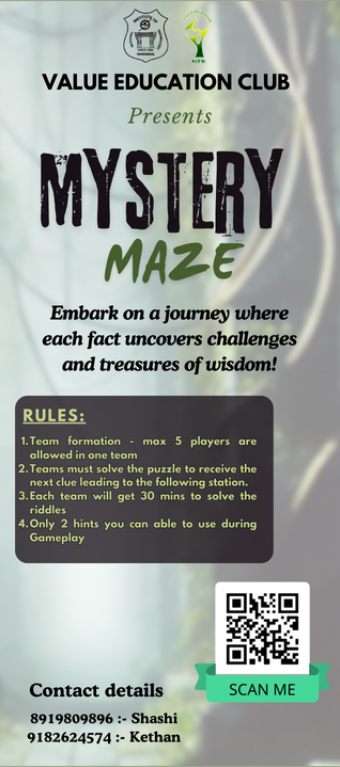 VALUE EDUCATION CLUB
Presents
MYSTERY
MAZE
Embark on a journey where
each fact uncovers challenges
and treasures of wisdom!
RULES:
1.Team formation - max 5 players are
allowed in one team
2.Teams must solve the puzzle to receive the
next clue leading to the following station.
3.Each team will get 30 mins to solve the
riddles
4.Only 2 hints you can able to use during
Gameplay
SCAN ME
Contact details
8919809896 :- Shashi
9182624574 :- Kethan